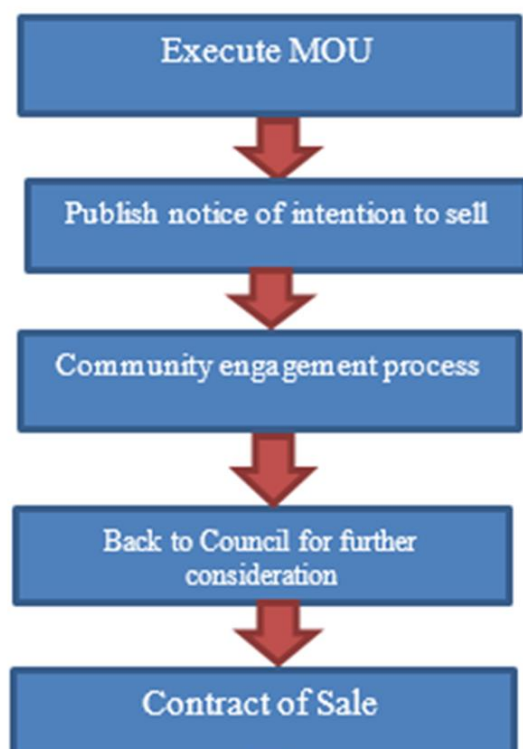 Execute MOU
Publish notice of intention to sell
Community engagement process
Back to Council for further
consideration
Contract of Sale